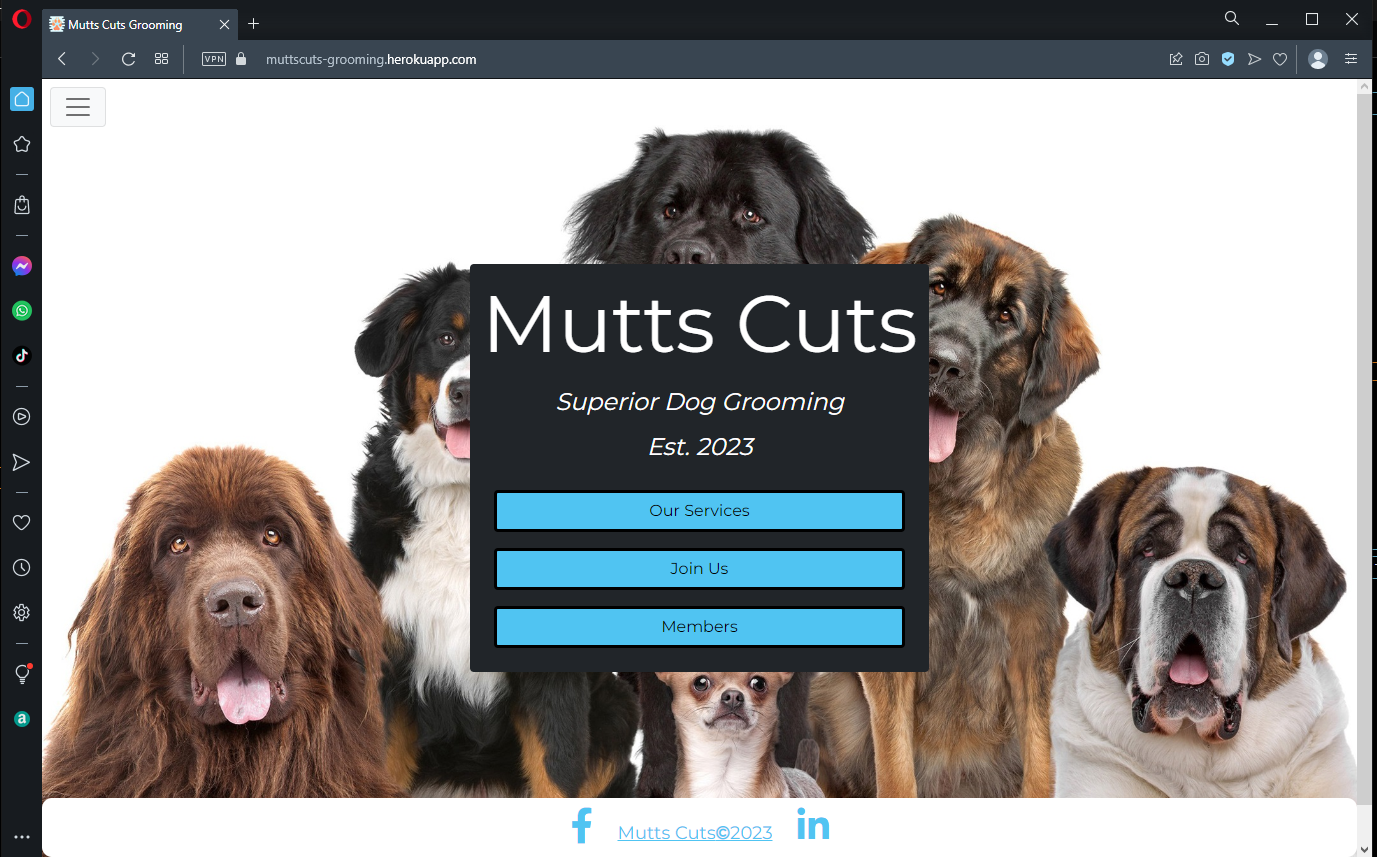 Mutts Cuts Grooming
VPN
muttscuts-grooming.herokuapp.com
Mutts Cuts
Superior Dog Grooming
Est. 2023
Our Services
Join Us
Members
Mutts Cuts©2023